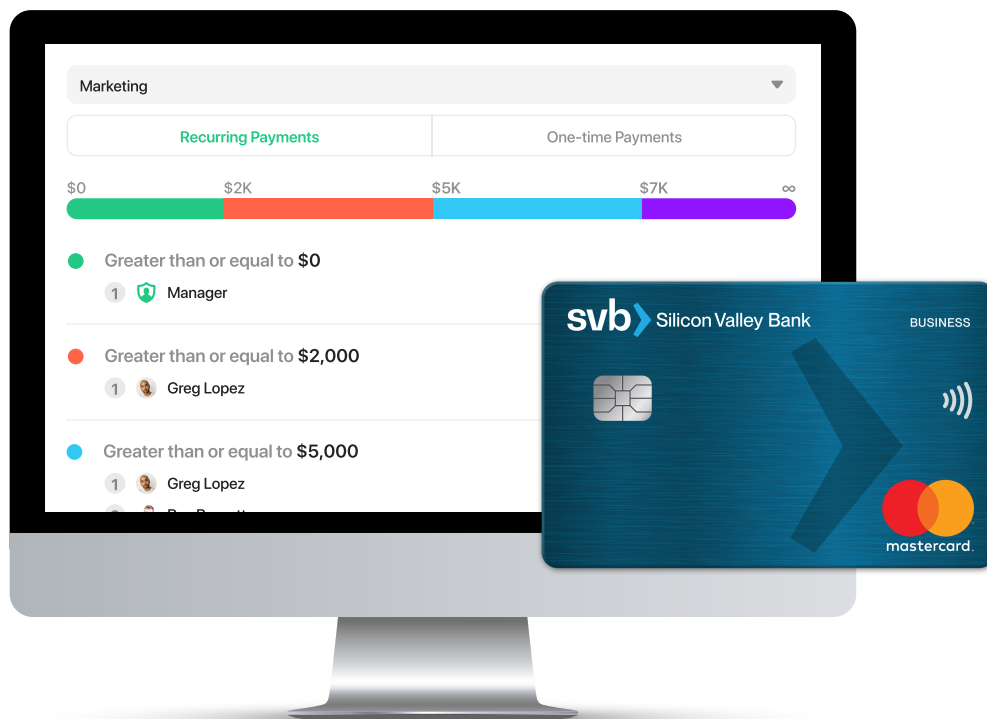 Marketing
Recurring Payments
One-time Payments
$0 $2K $5K $7K ∞
Greater than or equal to $0
1 Manager
Greater than or equal to $2,000
1 Greg Lopez
Greater than or equal to $5,000
1 Greg Lopez
svb Silicon Valley Bank
BUSINESS
mastercard.